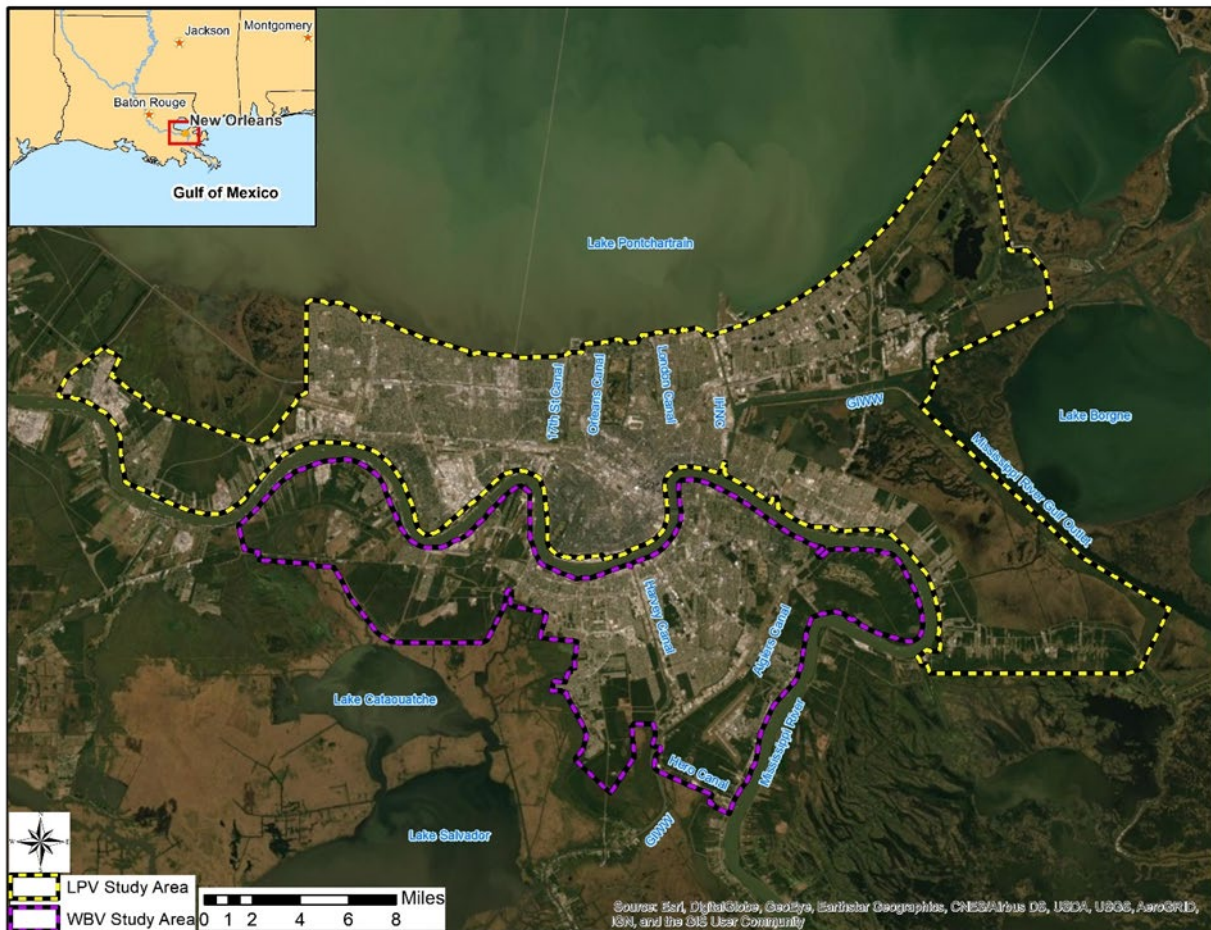 Jackson
Montgomery
Baton Rouge
New Orleans
Gulf of Mexico
Lake Pontchartrain
17th St Canal
Orleans Canal
London Canal
IHNC
GIWW
Lake Borgne
Mississippi River Gulf Outlet
Harvey Canal
Algiers Canal
Mississippi River
Hero Canal
GIWW
Lake Cataouatche
Lake Salvador
N
W
E
S
LPV Study Area
WBV Study Area
Miles
0 1 2 4 6 8
Source: Esri, DigitalGlobe, GeoEye, Earthstar Geographics, CNES/Airbus DS, USDA, USGS, AeroGRID,
IGN, and the GIS User Community